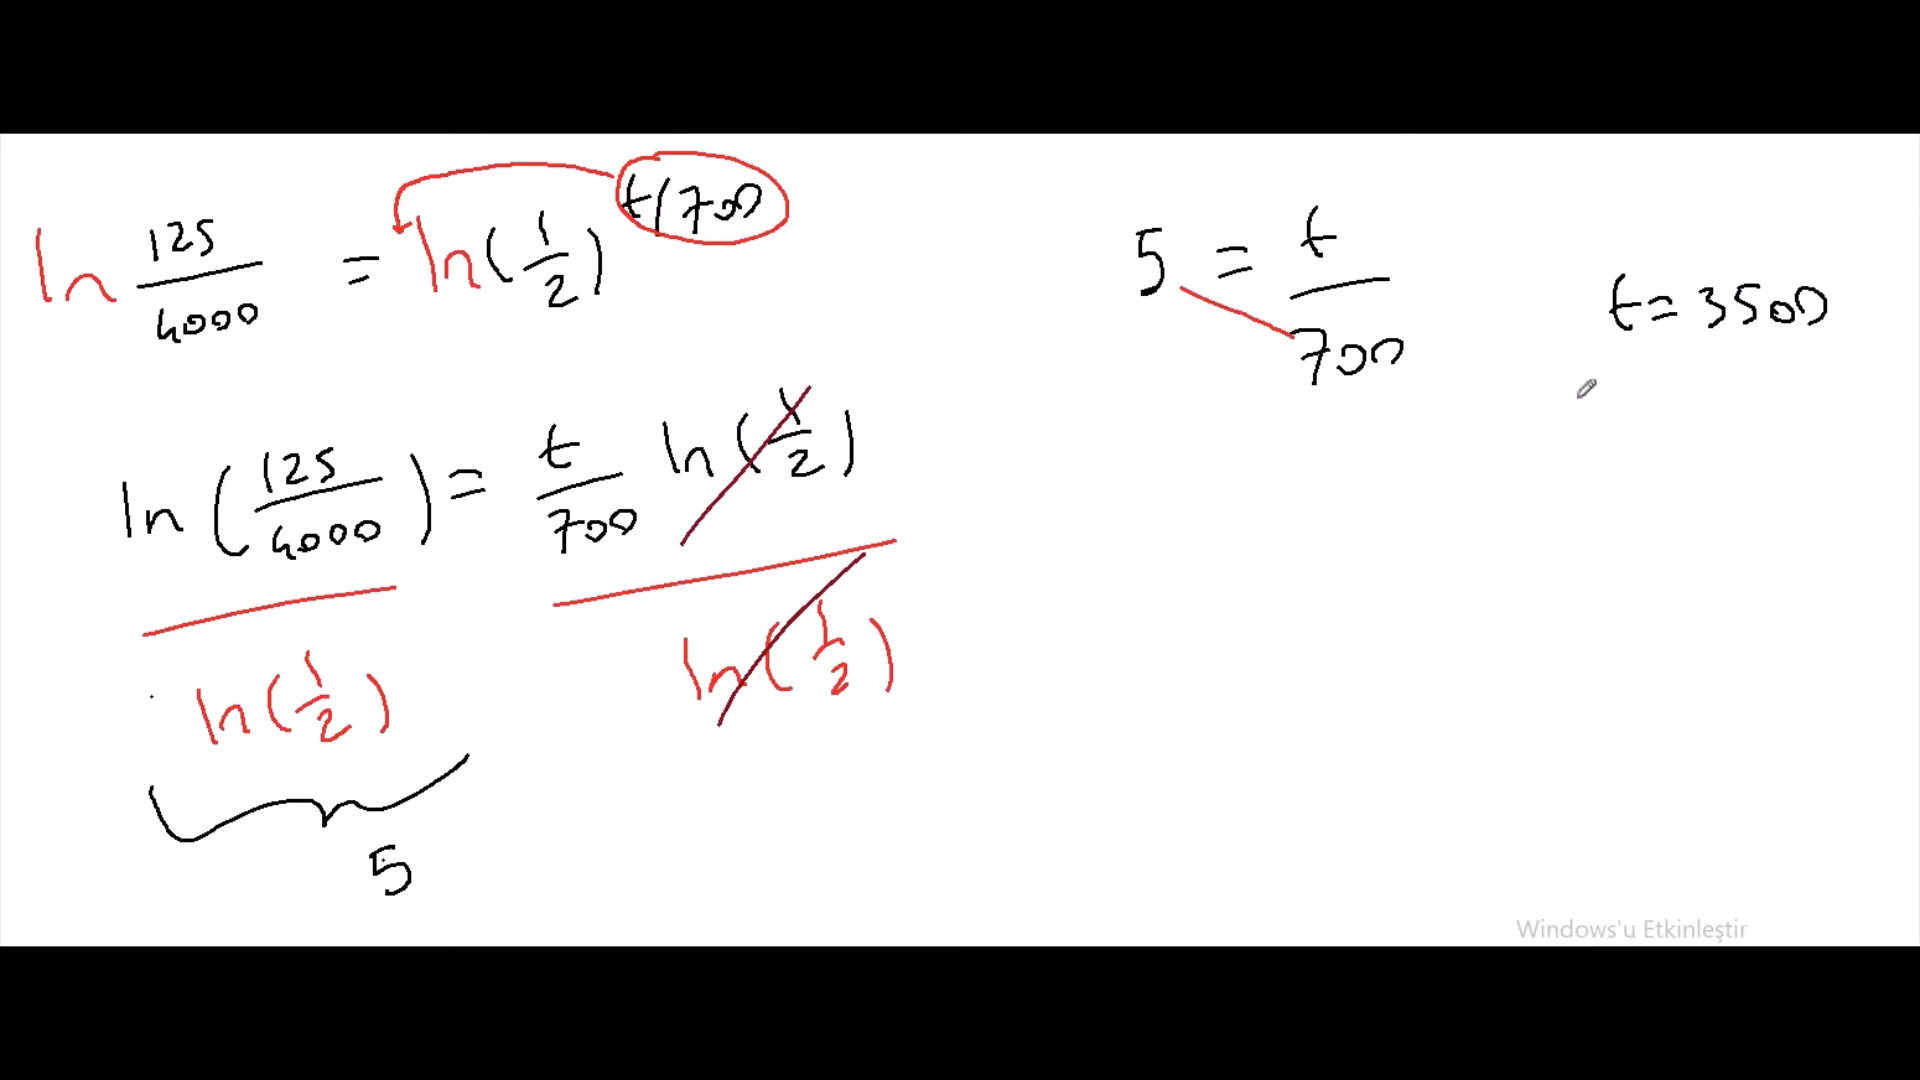 ln 125/4000 = ln(1/2)^t/700
ln(125/4000) = t/700 ln(1/2)
ln(1/2) ln(1/2)
5
5 = t/700
t = 3500
Windows'u Etkinleştir